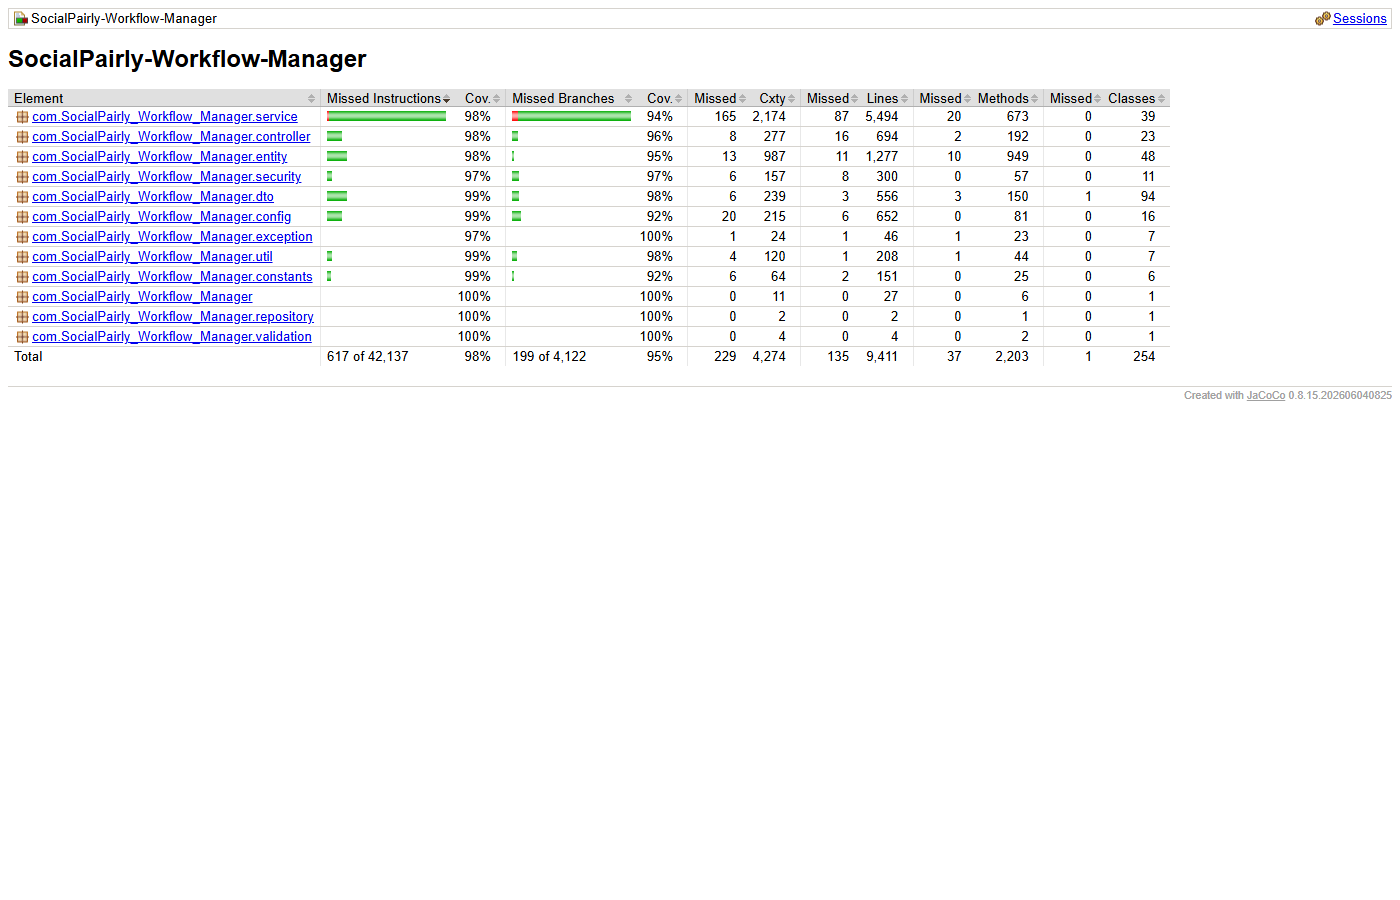 SocialPairly-Workflow-Manager Sessions
SocialPairly-Workflow-Manager
Element Missed Instructions Cov. Missed Branches Cov. Missed Cxty Missed Lines Missed Methods Missed Classes
com.SocialPairly_Workflow_Manager.service 98% 94% 165 2,174 87 5,494 20 673 0 39
com.SocialPairly_Workflow_Manager.controller 98% 96% 8 277 16 694 2 192 0 23
com.SocialPairly_Workflow_Manager.entity 98% 95% 13 987 11 1,277 10 949 0 48
com.SocialPairly_Workflow_Manager.security 97% 97% 6 157 8 300 0 57 0 11
com.SocialPairly_Workflow_Manager.dto 99% 98% 6 239 3 556 3 150 1 94
com.SocialPairly_Workflow_Manager.config 99% 92% 20 215 6 652 0 81 0 16
com.SocialPairly_Workflow_Manager.exception 97% 100% 1 24 1 46 1 23 0 7
com.SocialPairly_Workflow_Manager.util 99% 98% 4 120 1 208 1 44 0 7
com.SocialPairly_Workflow_Manager.constants 99% 92% 6 64 2 151 0 25 0 6
com.SocialPairly_Workflow_Manager 100% 100% 0 11 0 27 0 6 0 1
com.SocialPairly_Workflow_Manager.repository 100% 100% 0 2 0 2 0 1 0 1
com.SocialPairly_Workflow_Manager.validation 100% 100% 0 4 0 4 0 2 0 1
Total 617 of 42,137 98% 199 of 4,122 95% 229 4,274 135 9,411 37 2,203 1 254
Created with JaCoCo 0.8.15.202606040825